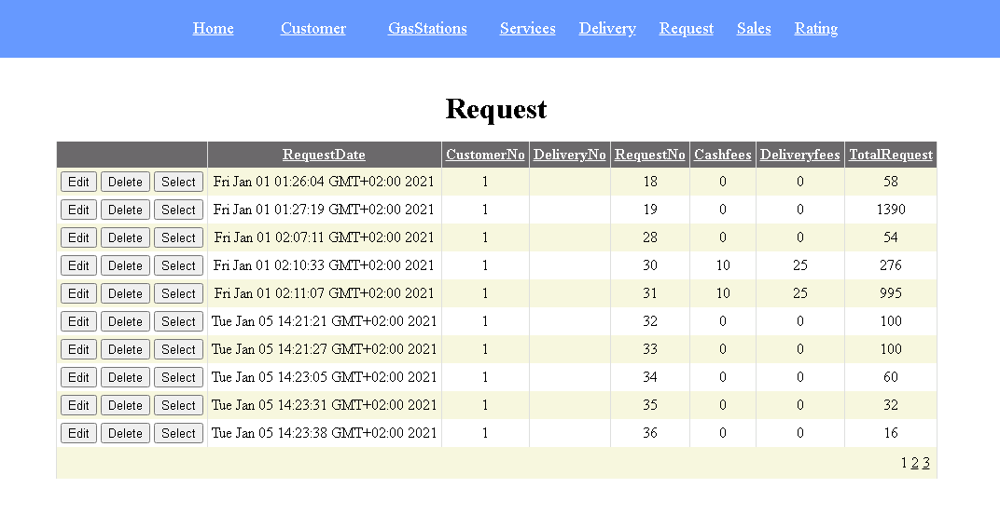 Home Customer GasStations Services Delivery Request Sales Rating
Request
RequestDate CustomerNo DeliveryNo RequestNo Cashfees Deliveryfees TotalRequest
Edit Delete Select Fri Jan 01 01:26:04 GMT+02:00 2021 1 18 0 0 58
Edit Delete Select Fri Jan 01 01:27:19 GMT+02:00 2021 1 19 0 0 1390
Edit Delete Select Fri Jan 01 02:07:11 GMT+02:00 2021 1 28 0 0 54
Edit Delete Select Fri Jan 01 02:10:33 GMT+02:00 2021 1 30 10 25 276
Edit Delete Select Fri Jan 01 02:11:07 GMT+02:00 2021 1 31 10 25 995
Edit Delete Select Tue Jan 05 14:21:21 GMT+02:00 2021 1 32 0 0 100
Edit Delete Select Tue Jan 05 14:21:27 GMT+02:00 2021 1 33 0 0 100
Edit Delete Select Tue Jan 05 14:23:05 GMT+02:00 2021 1 34 0 0 60
Edit Delete Select Tue Jan 05 14:23:31 GMT+02:00 2021 1 35 0 0 32
Edit Delete Select Tue Jan 05 14:23:38 GMT+02:00 2021 1 36 0 0 16
1 2 3